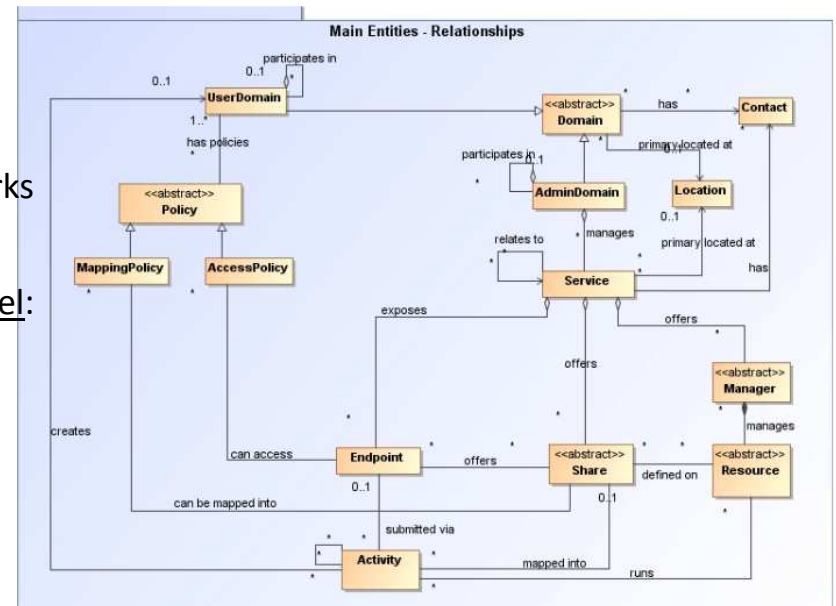 Main Entities - Relationships
participates in
0..1
0..1
*
UserDomain
1..*
has policies
*
<<abstract>>
Domain
*
*
has
Contact
*
*
primary located at
0..1
participates in
0..1
*
AdminDomain
Location
0..1
rks
<<abstract>>
Policy
*
manages
relates to
*
*
primary located at
*
*
has
MappingPolicy
AccessPolicy
*
*
Service
el:
exposes
offers
*
offers
<<abstract>>
Manager
*
manages
creates
*
*
can access
Endpoint
0..1
*
offers
*
<<abstract>>
Share
0..1
*
defined on
*
<<abstract>>
Resource
*
can be mapped into
submitted via
*
*
*
Activity
*
*
*
mapped into
runs